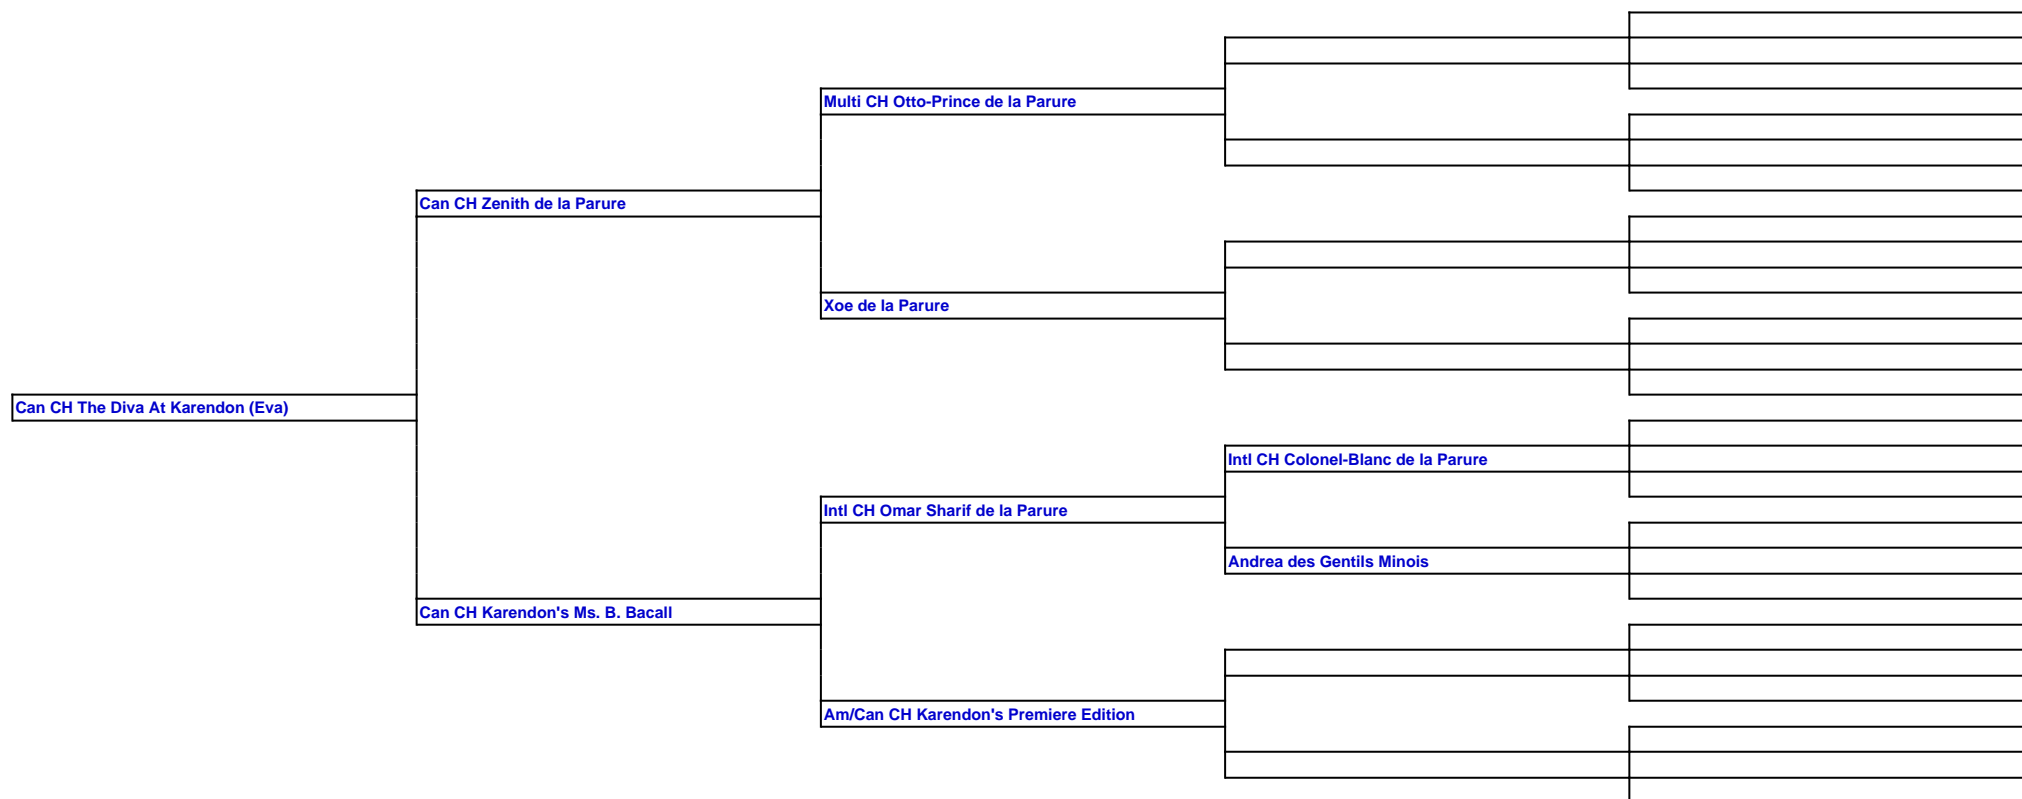 Multi CH Otto-Prince de la Parure
Can CH Zenith de la Parure
Xoe de la Parure
Can CH The Diva At Karendon (Eva)
Intl CH Colonel-Blanc de la Parure
Intl CH Omar Sharif de la Parure
Andrea des Gentils Minois
Can CH Karendon's Ms. B. Bacall
Am/Can CH Karendon's Premiere Edition